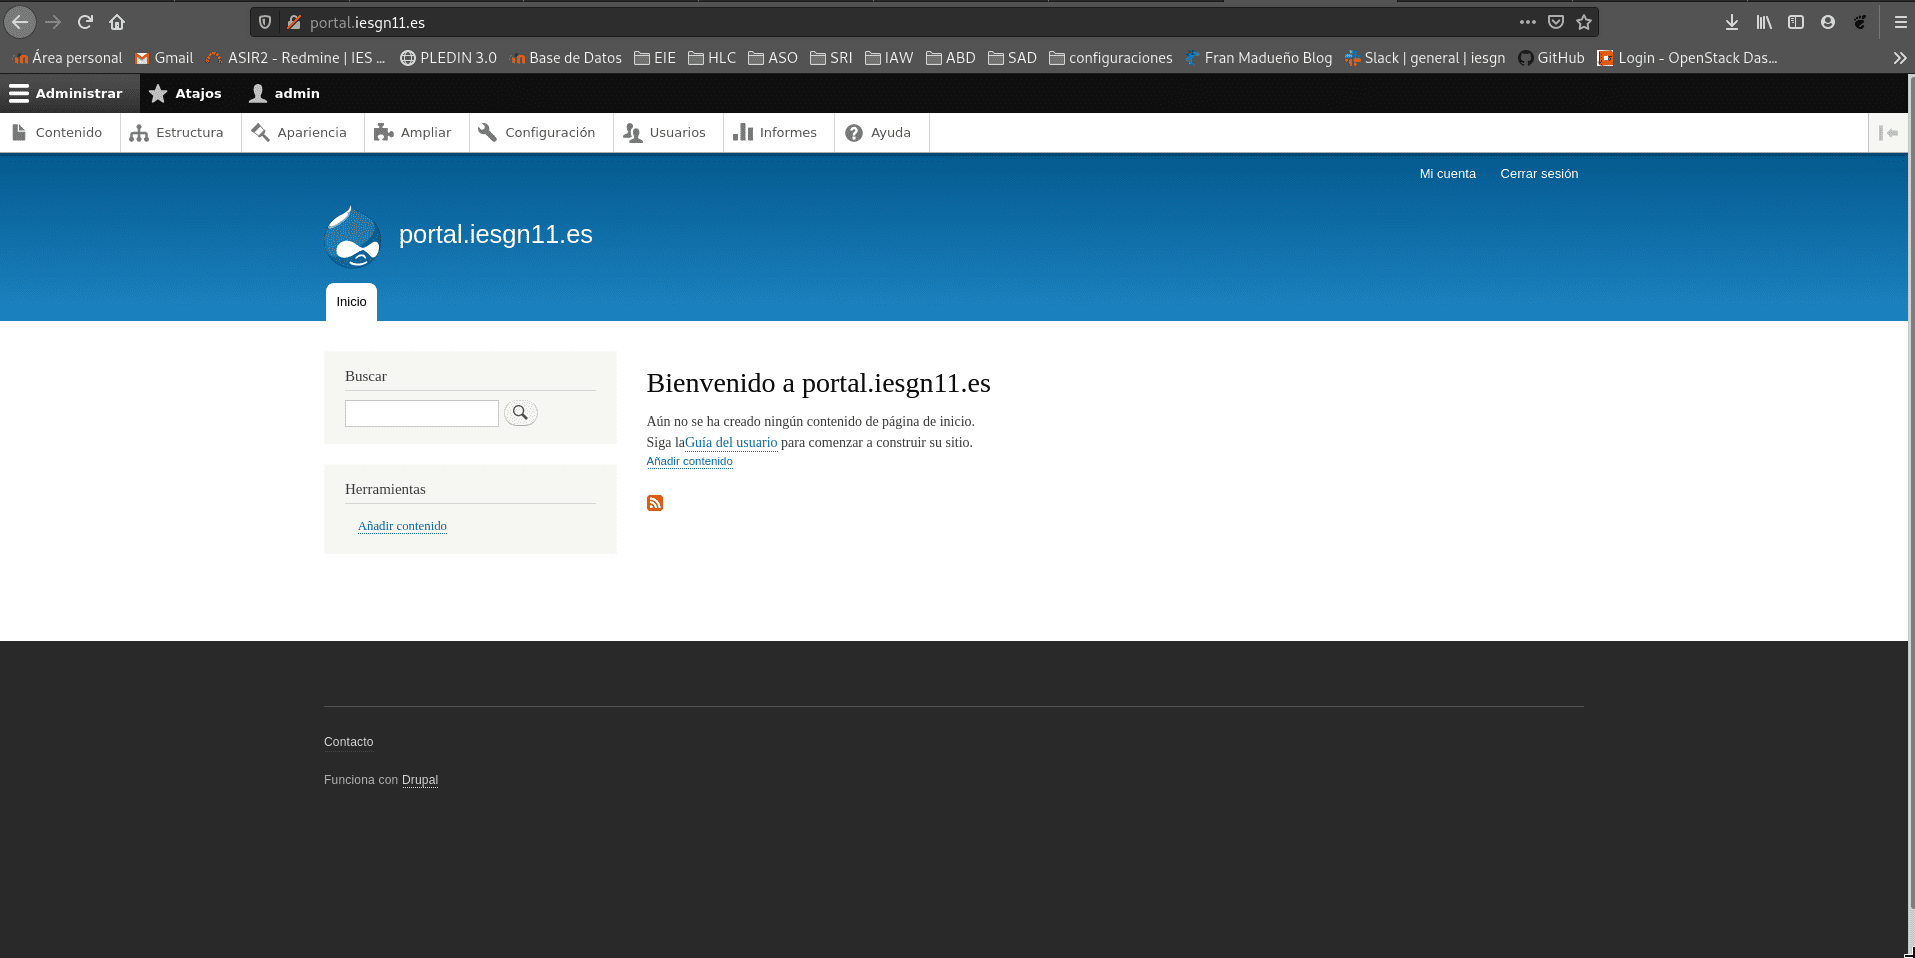 portal.iesgn11.es
Área personal Gmail ASIR2 - Redmine | IES ... PLEDIN 3.0 Base de Datos EIE HLC ASO SRI IAW ABD SAD configuraciones Fran Madueño Blog Slack | general | iesgn GitHub Login - OpenStack Das...
Administrar Atajos admin
Contenido Estructura Apariencia Ampliar Configuración Usuarios Informes Ayuda
Mi cuenta Cerrar sesión
portal.iesgn11.es
Inicio
Buscar
Herramientas
Añadir contenido
Bienvenido a portal.iesgn11.es
Aún no se ha creado ningún contenido de página de inicio.
Siga laGuía del usuario para comenzar a construir su sitio.
Añadir contenido
Contacto
Funciona con Drupal